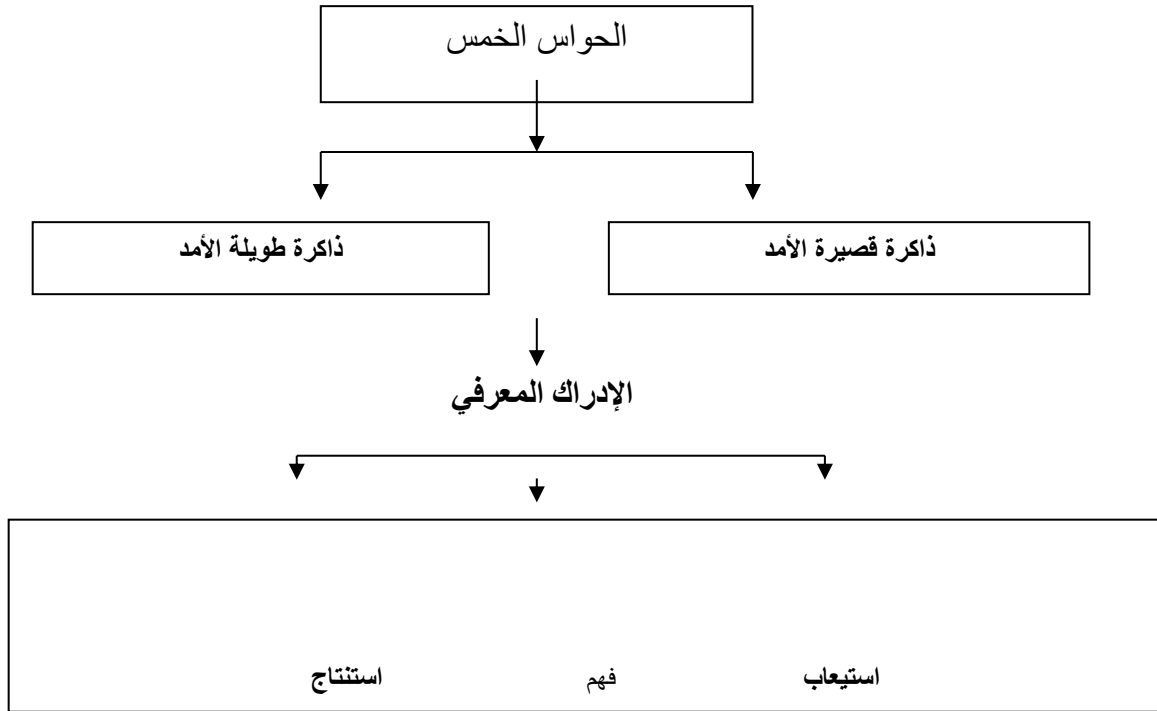 الحواس الخمس
ذاكرة قصيرة الأمد
ذاكرة طويلة الأمد
الإدراك المعرفي
استيعاب فهم استنتاج